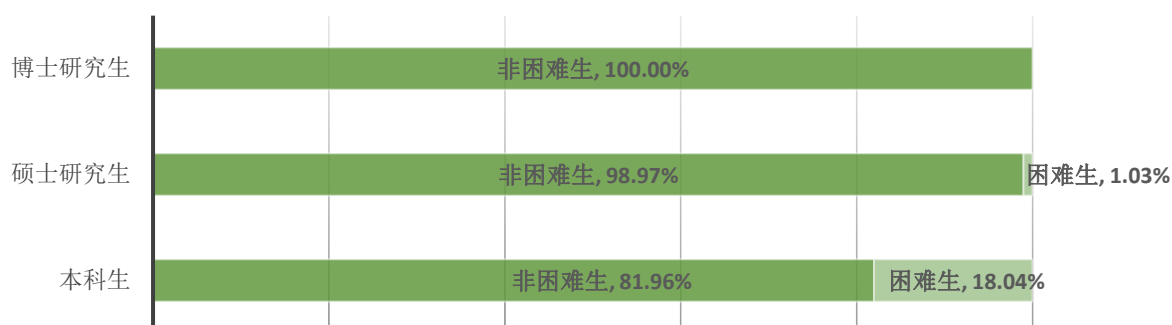 博士研究生
非困难生, 100.00%
硕士研究生
非困难生, 98.97%
困难生, 1.03%
本科生
非困难生, 81.96%
困难生, 18.04%